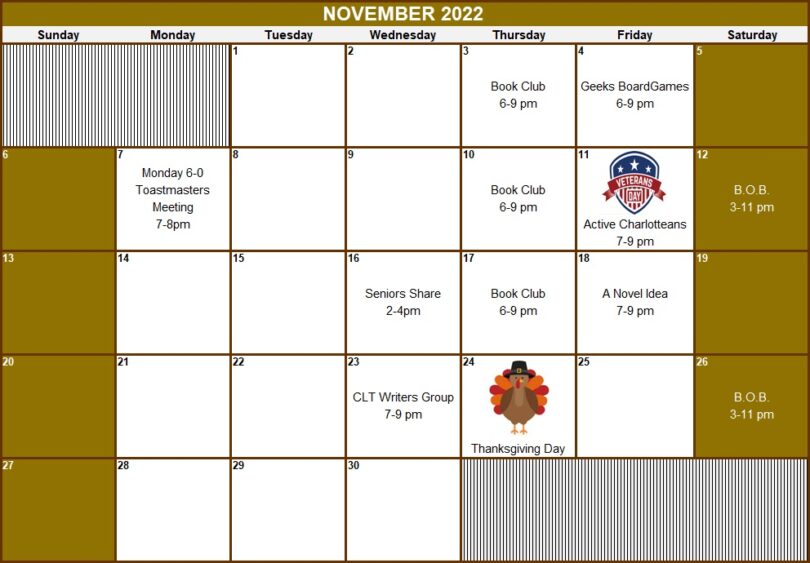 NOVEMBER 2022
Sunday Monday Tuesday Wednesday Thursday Friday Saturday
1 2 3 4 5
Book Club Geeks BoardGames
6-9 pm 6-9 pm
6 7 8 9 10 11 12
Monday 6-0
Toastmasters
Meeting
7-8pm
Book Club
6-9 pm
VETERANS
DAY
Active Charlotteans
7-9 pm
B.O.B.
3-11 pm
13 14 15 16 17 18 19
Seniors Share Book Club A Novel Idea
2-4pm 6-9 pm 7-9 pm
20 21 22 23 24 25 26
CLT Writers Group
7-9 pm
Thanksgiving Day
B.O.B.
3-11 pm
27 28 29 30